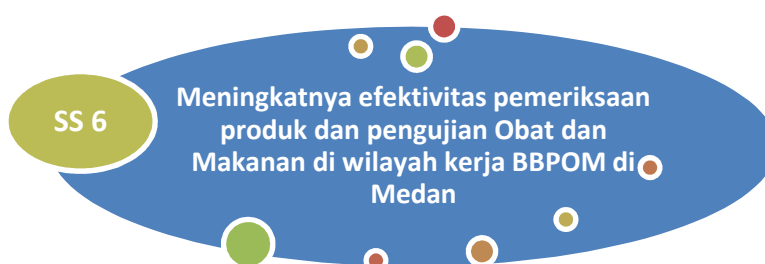 SS 6
Meningkatnya efektivitas pemeriksaan
produk dan pengujian Obat dan
Makanan di wilayah kerja BBPOM di
Medan